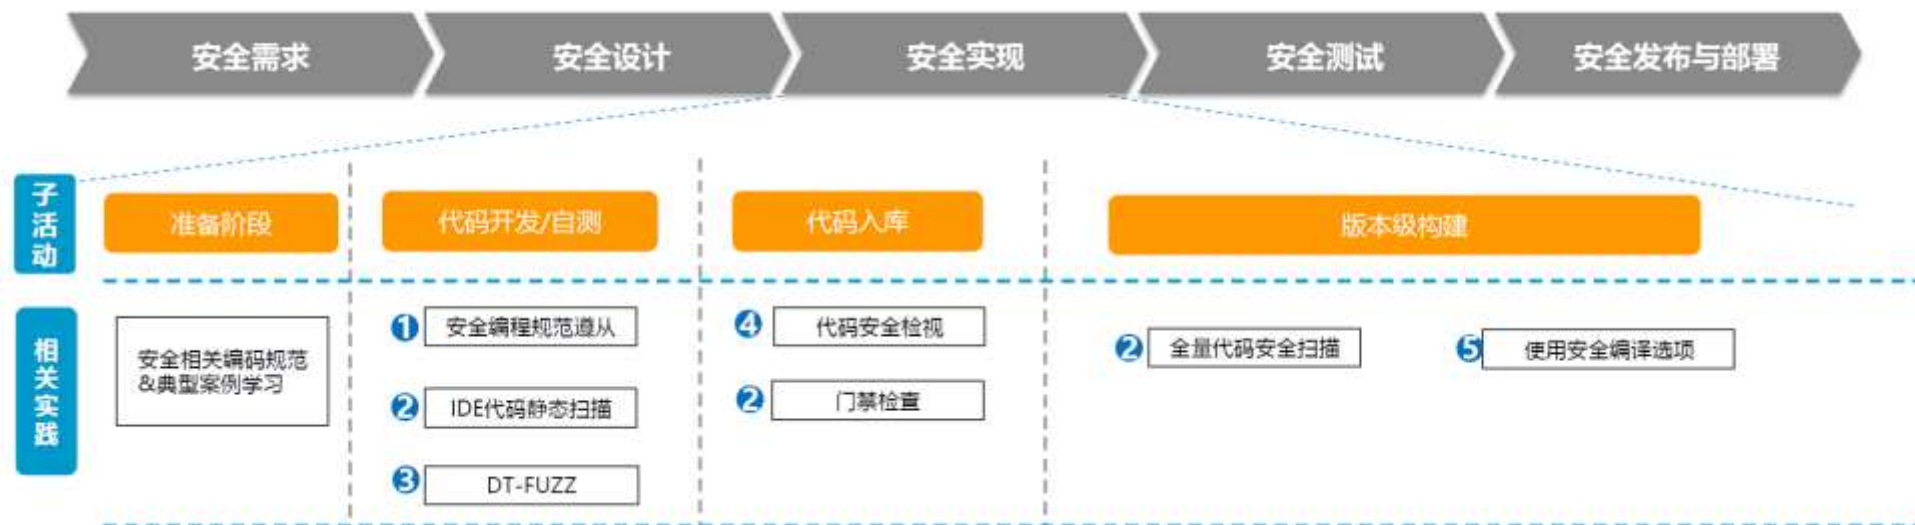 安全需求
安全设计
安全实现
安全测试
安全发布与部署
子活动
准备阶段
代码开发/自测
代码入库
版本级构建
相关实践
安全相关编码规范
&典型案例学习
1 安全编程规范遵从
2 IDE代码静态扫描
3 DT-FUZZ
4 代码安全检视
2 门禁检查
2 全量代码安全扫描
5 使用安全编译选项